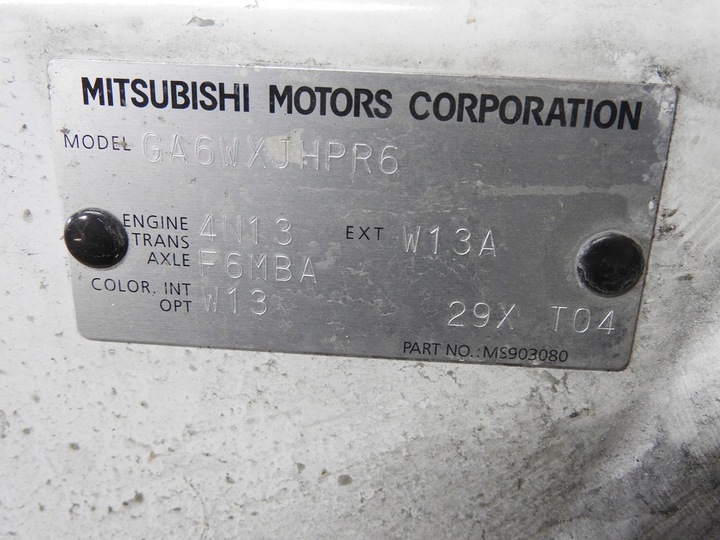 MITSUBISHI MOTORS CORPORATION
MODEL GA6WXJHPR6
ENGINE 4N13 EXT W13A
TRANS
AXLE F6MBA
COLOR. INT
OPT W13 29X T04
PART NO.: MS903080